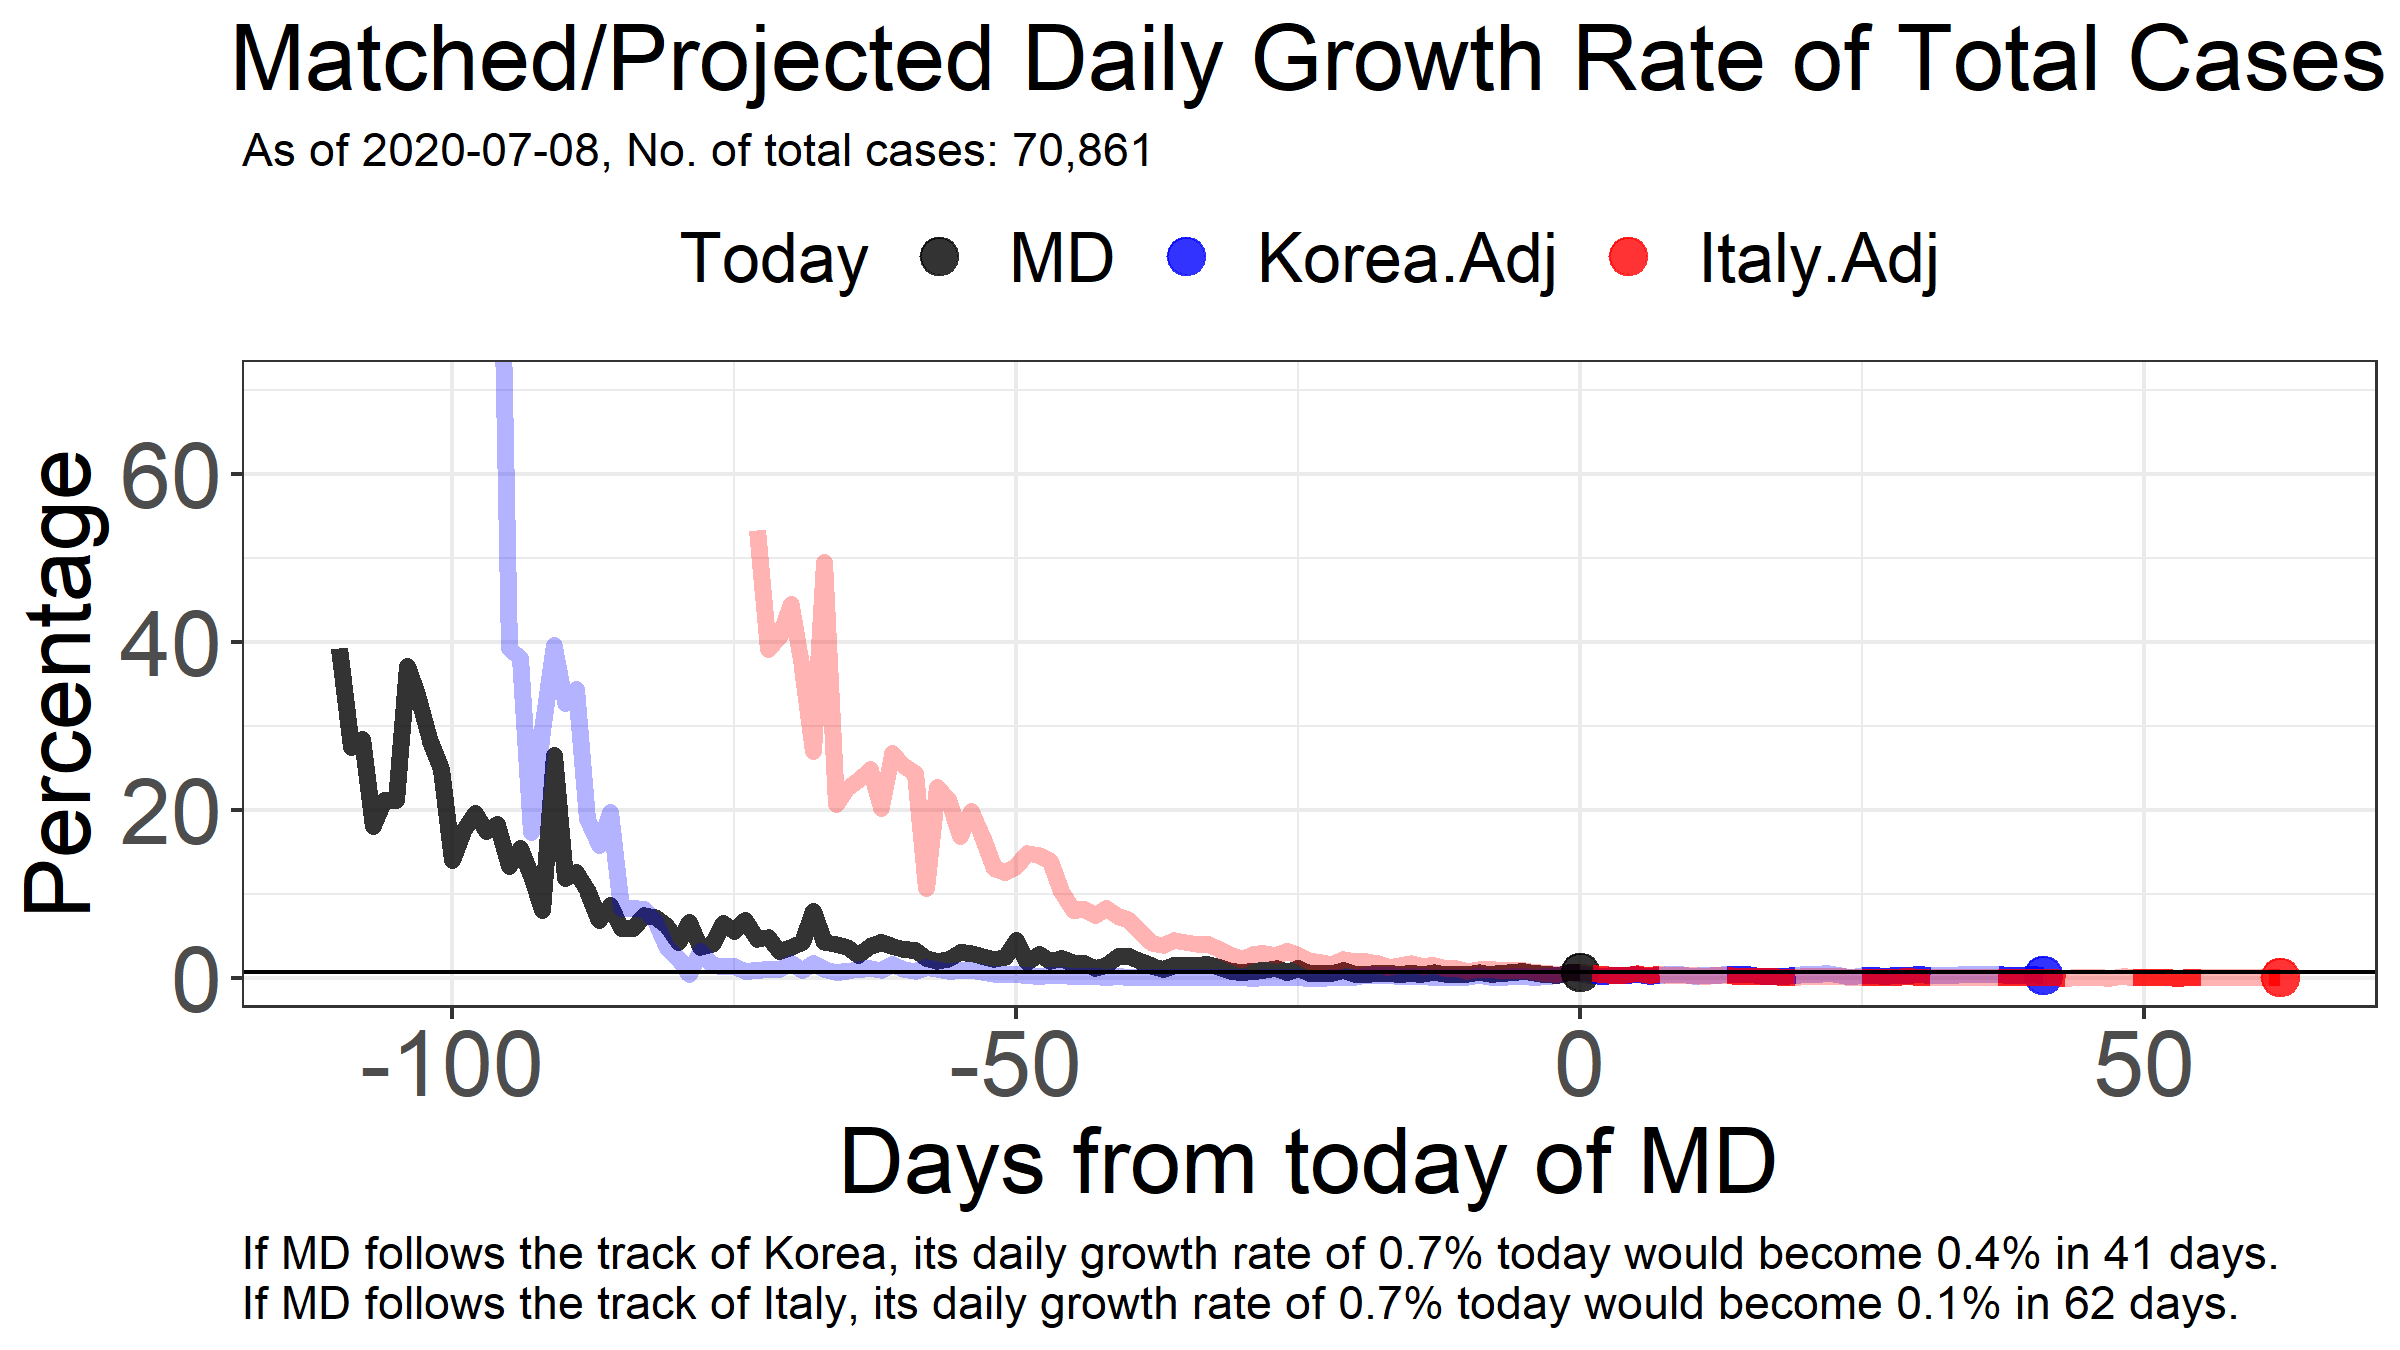 Matched/Projected Daily Growth Rate of Total Cases
As of 2020-07-08, No. of total cases: 70,861
Today MD Korea.Adj Italy.Adj
Percentage
60
40
20
0
-100 -50 0 50
Days from today of MD
If MD follows the track of Korea, its daily growth rate of 0.7% today would become 0.4% in 41 days.
If MD follows the track of Italy, its daily growth rate of 0.7% today would become 0.1% in 62 days.